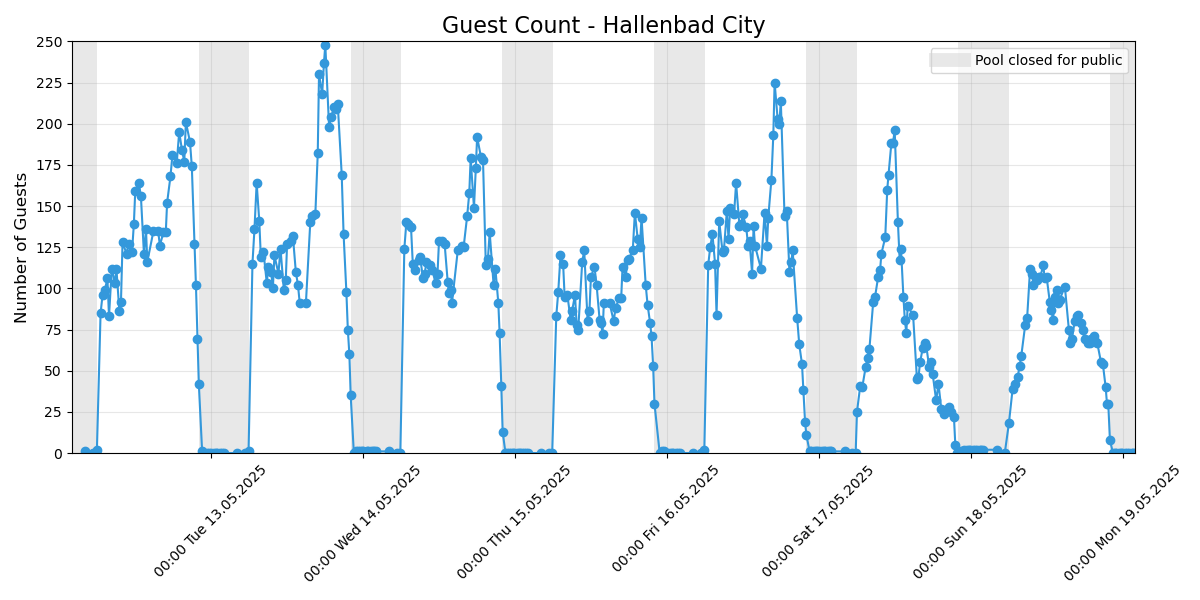 Guest Count - Hallenbad City
Number of Guests
250
225
200
175
150
125
100
75
50
25
0
Pool closed for public
00:00 Tue 13.05.2025
00:00 Wed 14.05.2025
00:00 Thu 15.05.2025
00:00 Fri 16.05.2025
00:00 Sat 17.05.2025
00:00 Sun 18.05.2025
00:00 Mon 19.05.2025